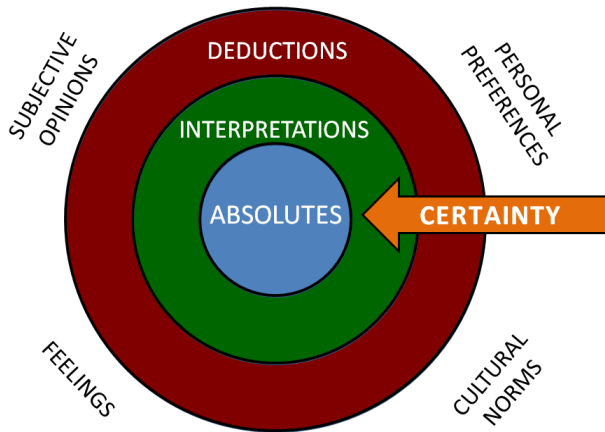 SUBJECTIVE
OPINIONS
DEDUCTIONS
PERSONAL
PREFERENCES
INTERPRETATIONS
ABSOLUTES
CERTAINTY
FEELINGS
CULTURAL
NORMS